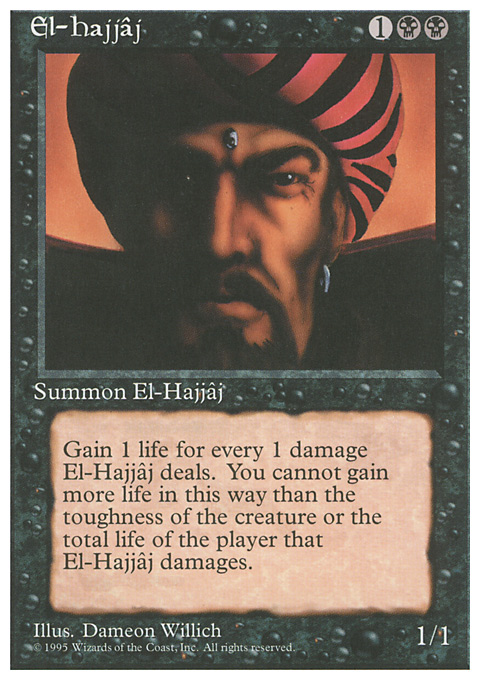 El-hajjâj
1
Summon El-Hajjâj
Gain 1 life for every 1 damage
El-Hajjâj deals. You cannot gain
more life in this way than the
toughness of the creature or the
total life of the player that
El-Hajjâj damages.
Illus. Dameon Willich
© 1995 Wizards of the Coast, Inc. All rights reserved.
1/1